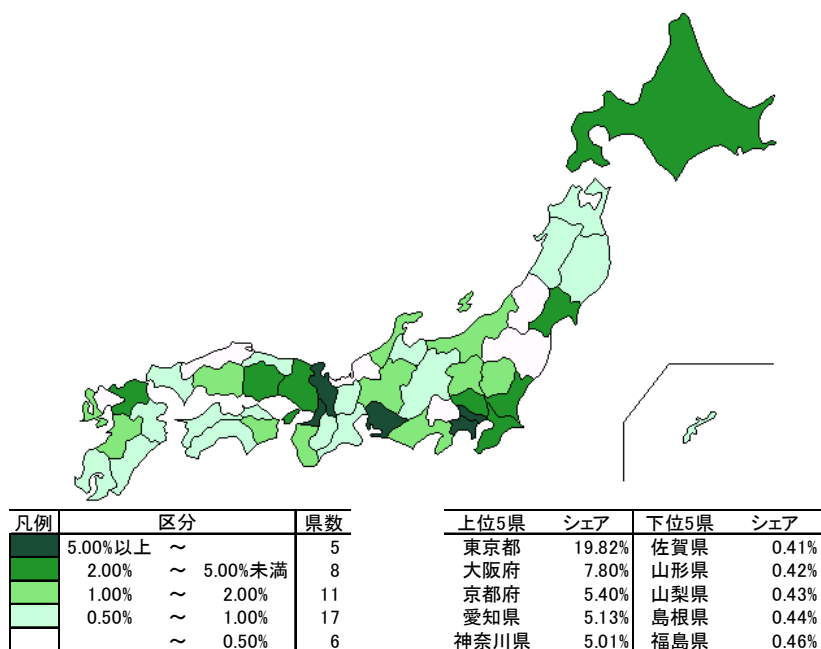 凡例 区分 県数
5.00%以上 ～ 5
2.00% ～ 5.00%未満 8
1.00% ～ 2.00% 11
0.50% ～ 1.00% 17
～ 0.50% 6
上位5県 シェア 下位5県 シェア
東京都 19.82% 佐賀県 0.41%
大阪府 7.80% 山形県 0.42%
京都府 5.40% 山梨県 0.43%
愛知県 5.13% 島根県 0.44%
神奈川県 5.01% 福島県 0.46%